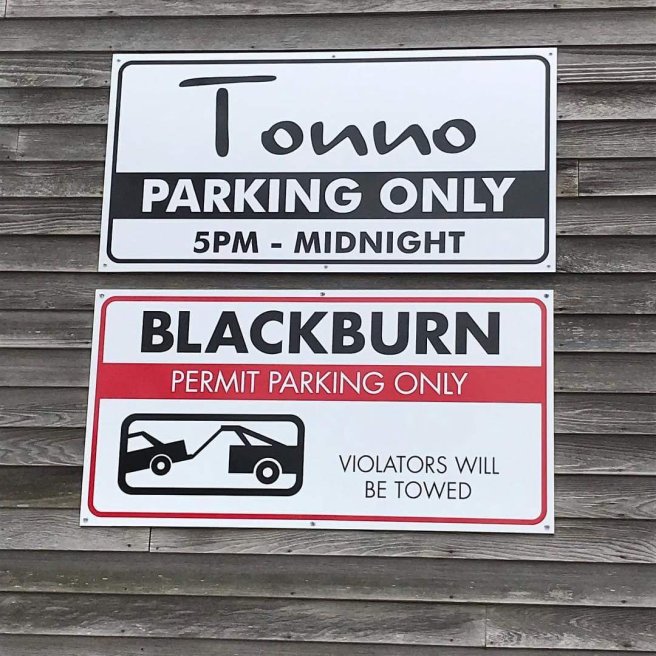 Tonno
PARKING ONLY
5PM - MIDNIGHT
BLACKBURN
PERMIT PARKING ONLY
VIOLATORS WILL
BE TOWED